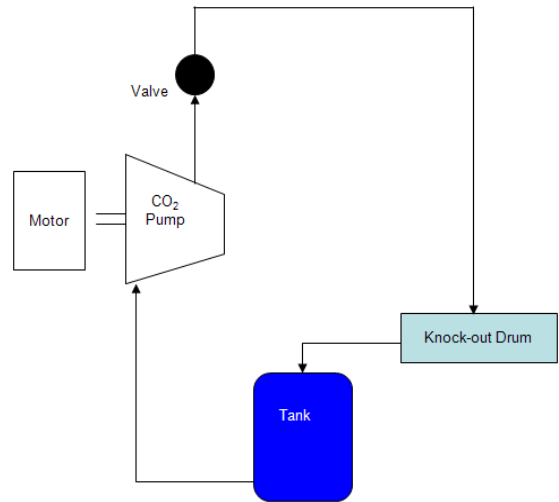 Valve
CO₂
Pump
Motor
Knock-out Drum
Tank